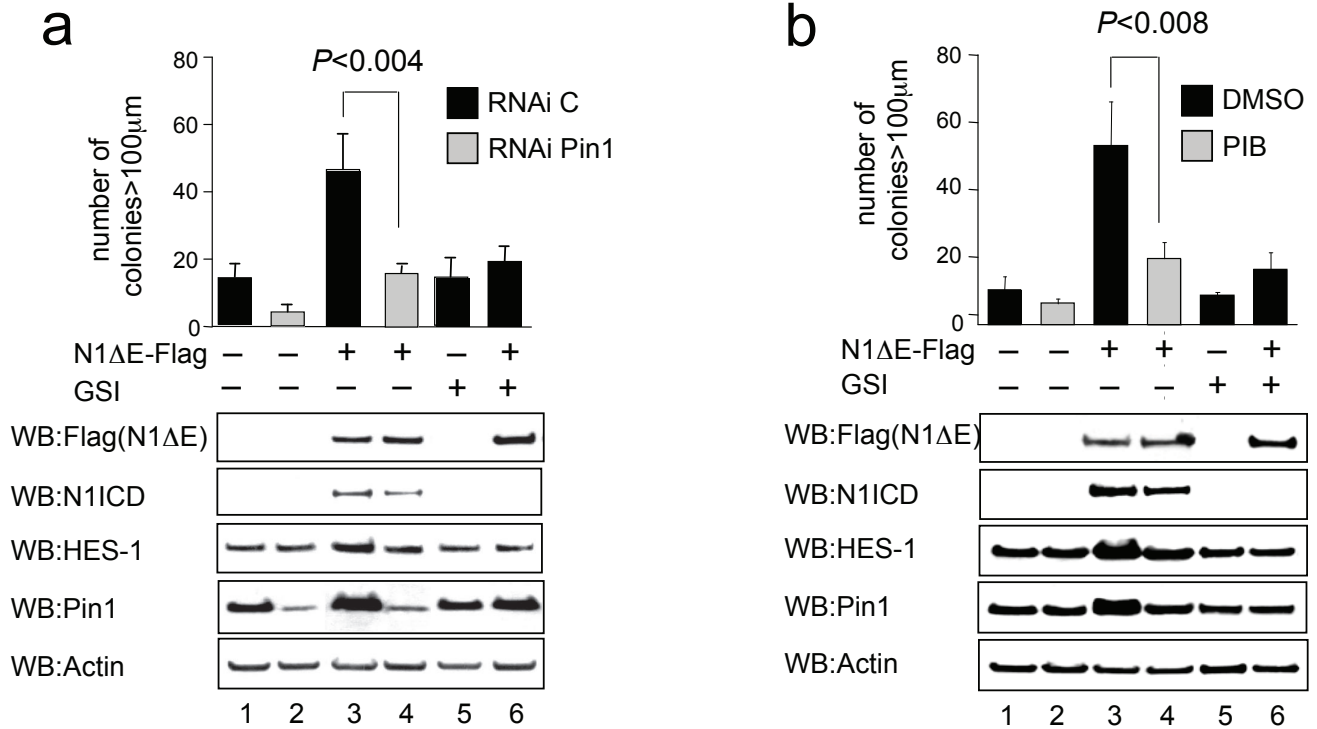 a
P<0.004
80
60
40
20
0
number of
colonies>100μm
RNAi C
RNAi Pin1
N1ΔE-Flag – – + + – +
GSI – – – – + +
WB:Flag(N1ΔE)
WB:N1ICD
WB:HES-1
WB:Pin1
WB:Actin
1 2 3 4 5 6
b
P<0.008
80
60
40
20
0
number of
colonies>100μm
DMSO
PIB
N1ΔE-Flag – – + + – +
GSI – – – – + +
WB:Flag(N1ΔE)
WB:N1ICD
WB:HES-1
WB:Pin1
WB:Actin
1 2 3 4 5 6